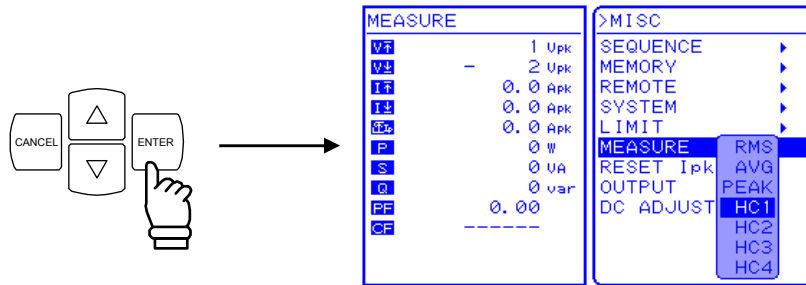 CANCEL
ENTER
MEASURE
V 1 Vpk
V - 2 Vpk
I 0.0 Apk
I 0.0 Apk
0.0 Apk
P 0 W
S 0 VA
Q 0 var
PF 0.00
CF ------
>MISC
SEQUENCE
MEMORY
REMOTE
SYSTEM
LIMIT
MEASURE RMS
RESET Ipk AVG
OUTPUT PEAK
DC ADJUST HC1
HC2
HC3
HC4